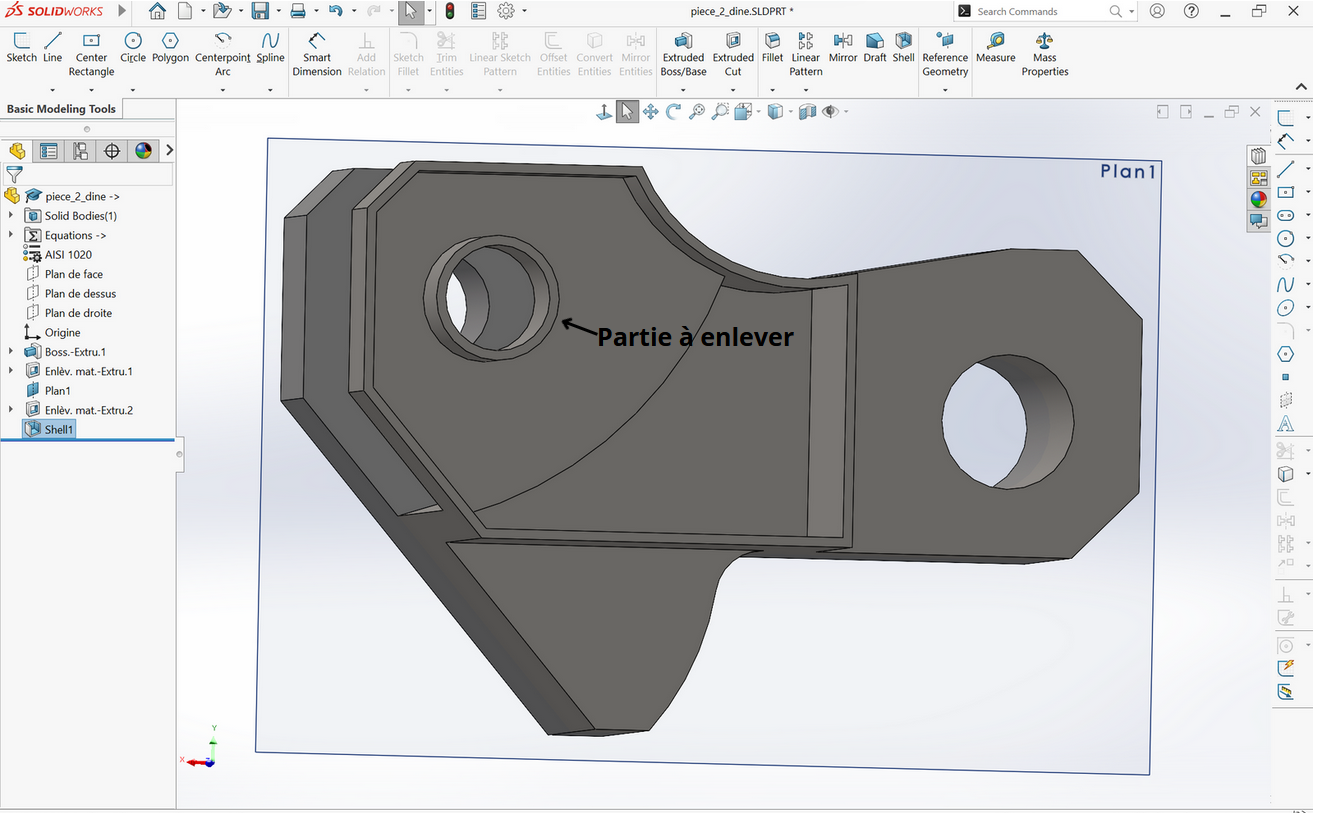 SOLIDWORKS
piece_2_dine.SLDPRT *
Search Commands
Sketch
Line
Center
Rectangle
Circle
Polygon
Centerpoint
Arc
Spline
Smart
Dimension
Add
Relation
Sketch
Fillet
Trim
Entities
Linear Sketch
Pattern
Offset
Entities
Convert
Entities
Mirror
Entities
Extruded
Boss/Base
Extruded
Cut
Fillet
Linear
Pattern
Mirror
Draft
Shell
Reference
Geometry
Measure
Mass
Properties
Basic Modeling Tools
piece_2_dine ->
Solid Bodies(1)
Equations ->
AISI 1020
Plan de face
Plan de dessus
Plan de droite
Origine
Boss.-Extru.1
Enlèv. mat.-Extru.1
Plan1
Enlèv. mat.-Extru.2
Shell1
Plan1
Partie à enlever
Y
X